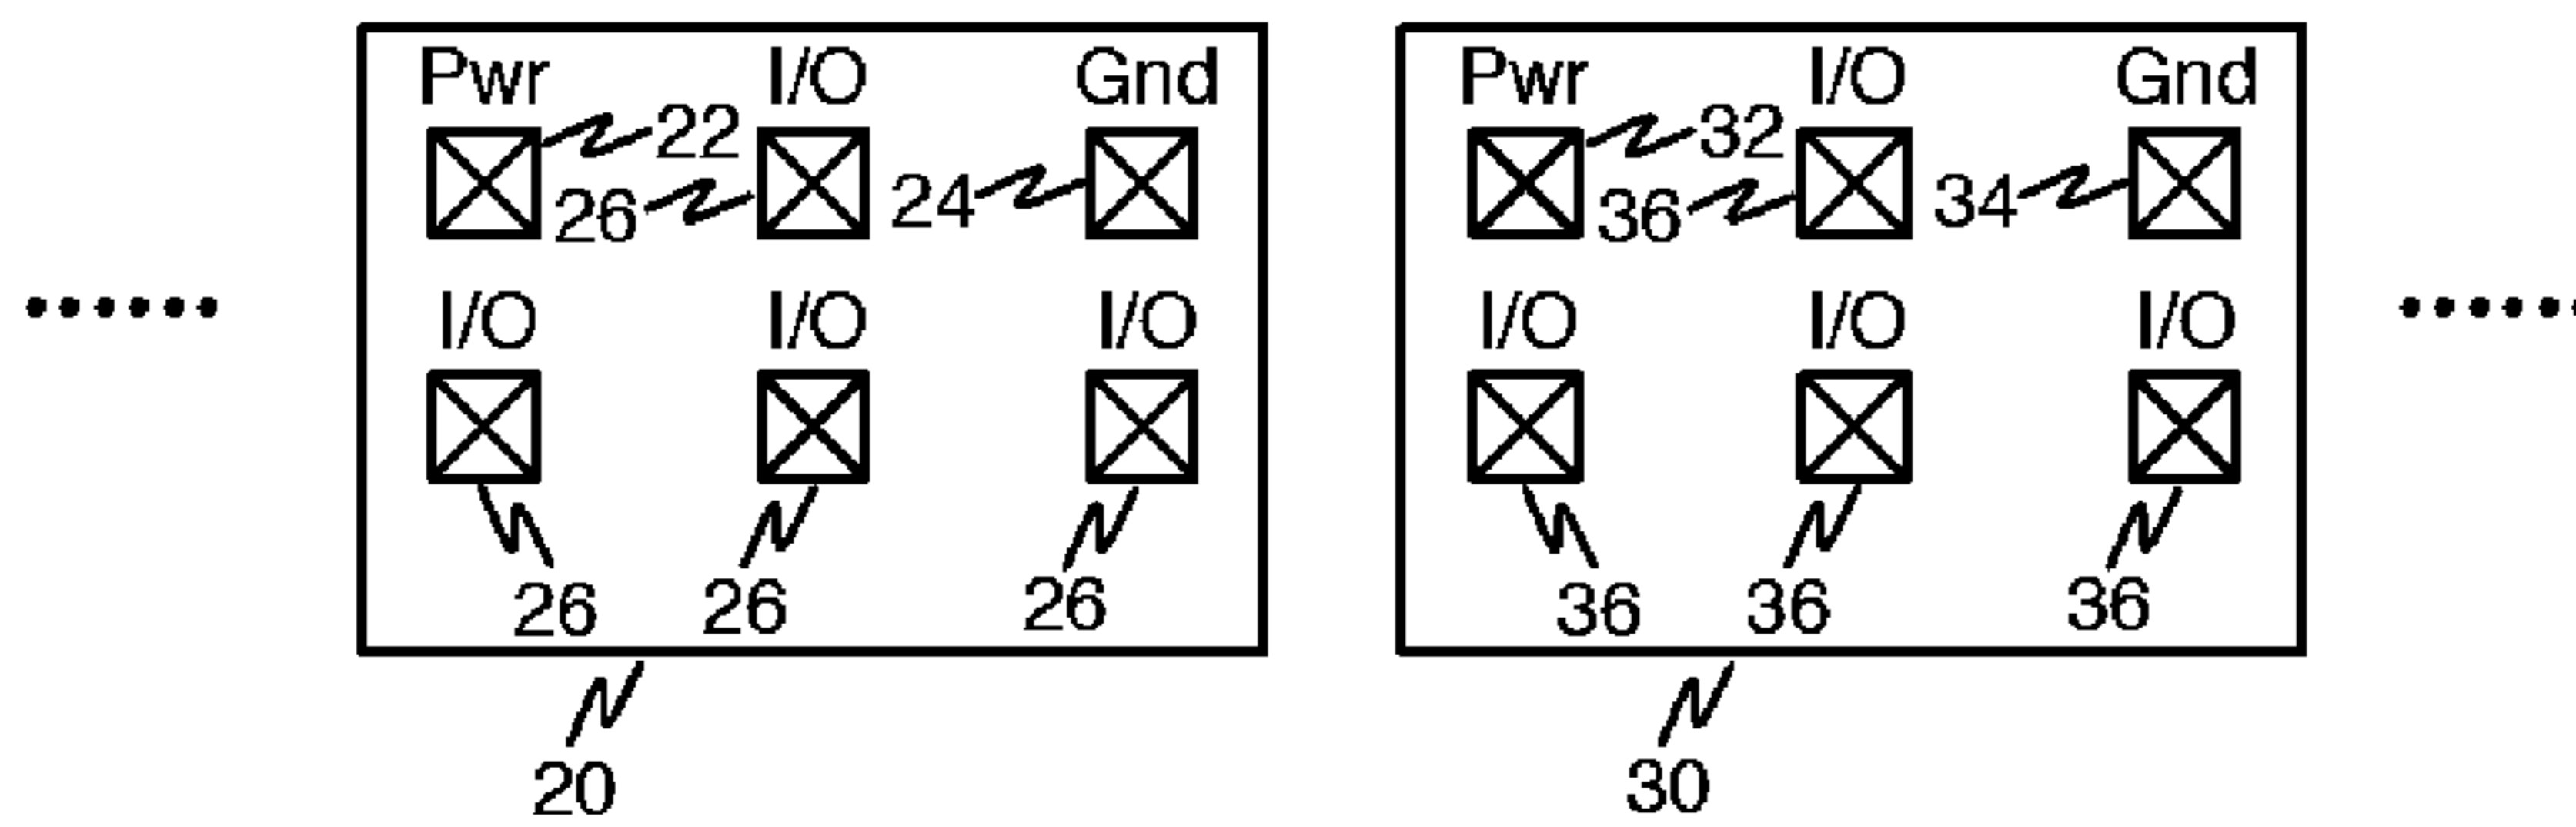 Pwr I/O Gnd Pwr I/O Gnd
22 32
26 24 36 34
I/O I/O I/O I/O I/O I/O
26 26 26 36 36 36
20 30